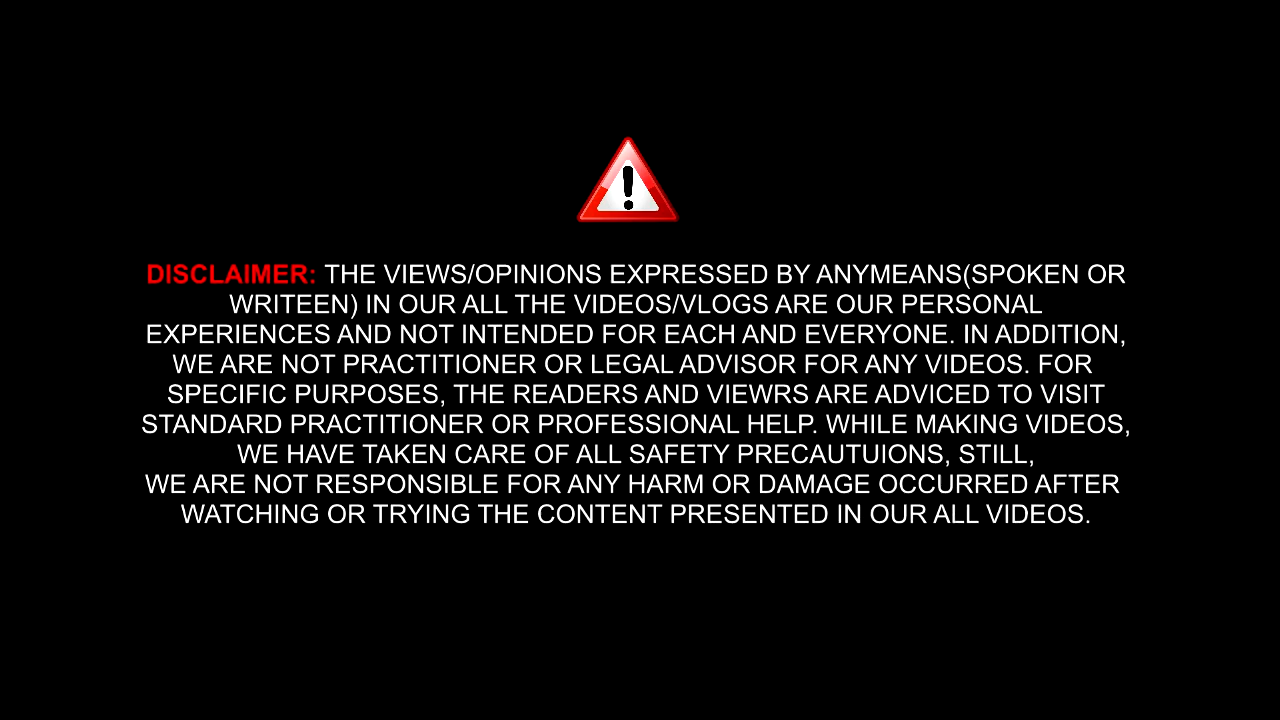 DISCLAIMER: THE VIEWS/OPINIONS EXPRESSED BY ANYMEANS(SPOKEN OR
WRITEEN) IN OUR ALL THE VIDEOS/VLOGS ARE OUR PERSONAL
EXPERIENCES AND NOT INTENDED FOR EACH AND EVERYONE. IN ADDITION,
WE ARE NOT PRACTITIONER OR LEGAL ADVISOR FOR ANY VIDEOS. FOR
SPECIFIC PURPOSES, THE READERS AND VIEWRS ARE ADVICED TO VISIT
STANDARD PRACTITIONER OR PROFESSIONAL HELP. WHILE MAKING VIDEOS,
WE HAVE TAKEN CARE OF ALL SAFETY PRECAUTUIONS, STILL,
WE ARE NOT RESPONSIBLE FOR ANY HARM OR DAMAGE OCCURRED AFTER
WATCHING OR TRYING THE CONTENT PRESENTED IN OUR ALL VIDEOS.